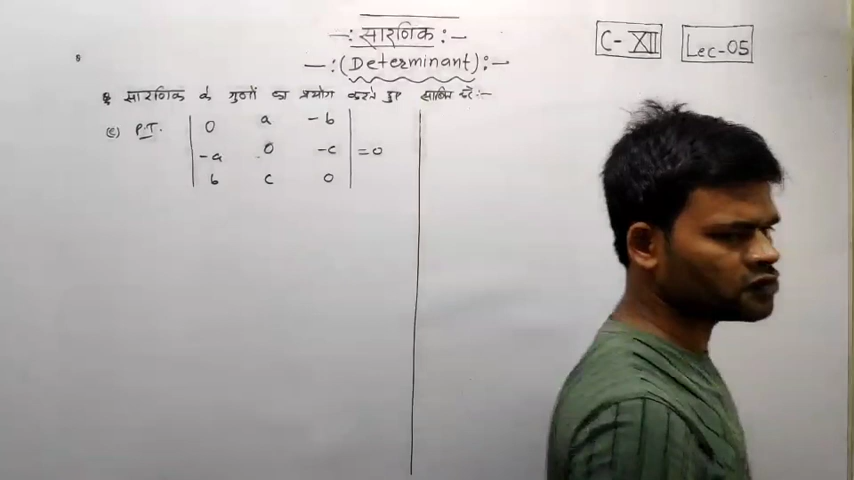 —: सारणिक :—
—:(Determinant):—
C- XII
Lec-05
सारणिक के गुणों का प्रयोग करते हुए साबित करें:-
(c) P.T. | 0 a -b |
| -a 0 -c | = 0
| b c 0 |